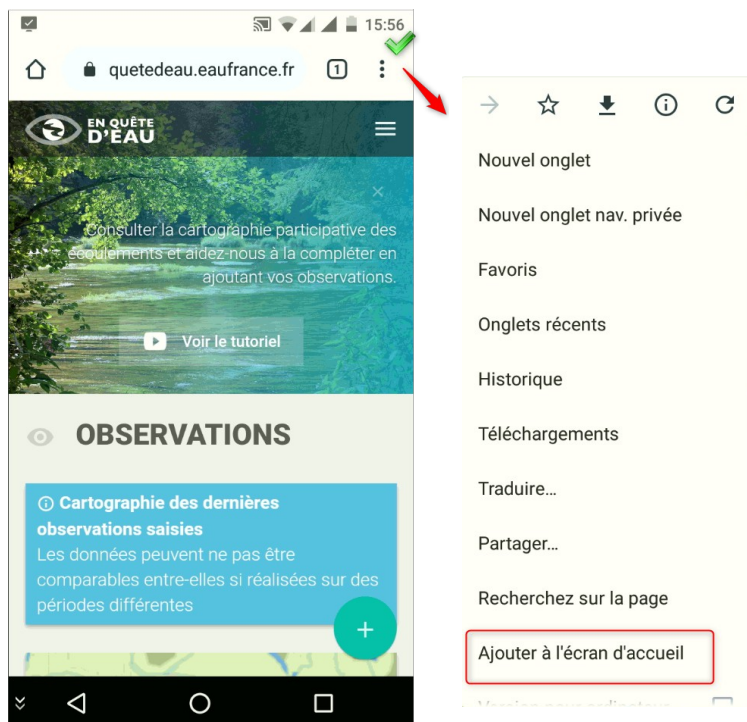 15:56
quetedeau.eaufrance.fr
1
EN QUÊTE
D'EAU
Consulter la cartographie participative des
écoulements et aidez-nous à la compléter en
ajoutant vos observations.
Voir le tutoriel
OBSERVATIONS
Cartographie des dernières
observations saisies
Les données peuvent ne pas être
comparables entre-elles si réalisées sur des
périodes différentes
Nouvel onglet
Nouvel onglet nav. privée
Favoris
Onglets récents
Historique
Téléchargements
Traduire…
Partager…
Recherchez sur la page
Ajouter à l'écran d'accueil